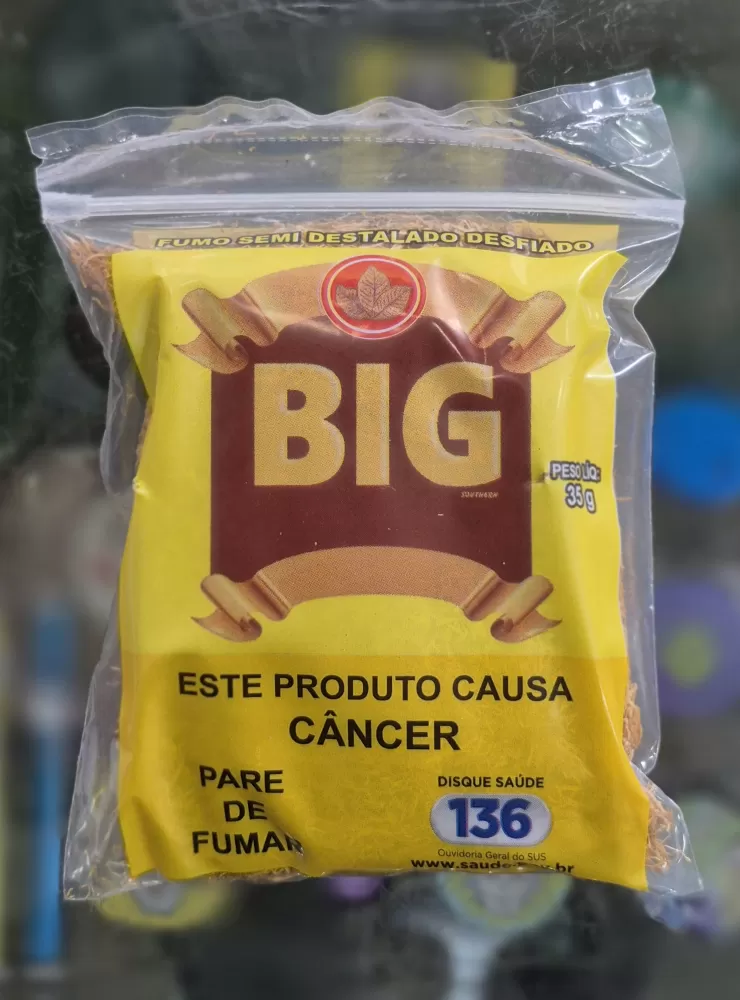 FUMO SEMI DESTALADO DESFIADO
BIG
SOUTHERN
PESO LÍQ:
35 g
ESTE PRODUTO CAUSA
CÂNCER
PARE
DE
FUMAR
DISQUE SAÚDE
136
Ouvidoria Geral do SUS